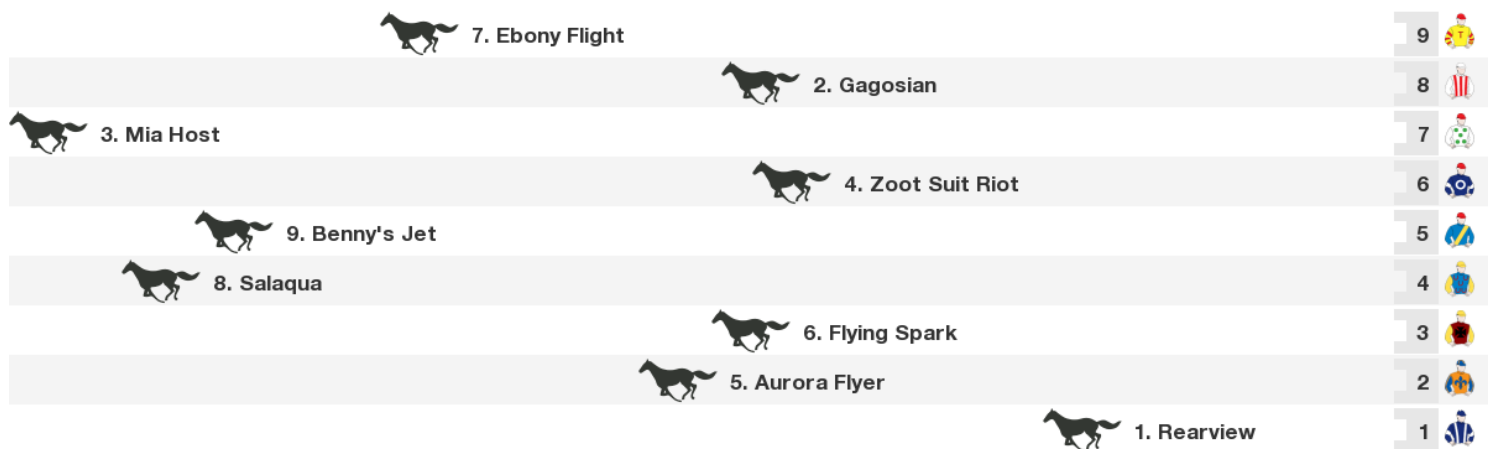 7. Ebony Flight 9
2. Gagosian 8
3. Mia Host 7
4. Zoot Suit Riot 6
9. Benny's Jet 5
8. Salaqua 4
6. Flying Spark 3
5. Aurora Flyer 2
1. Rearview 1